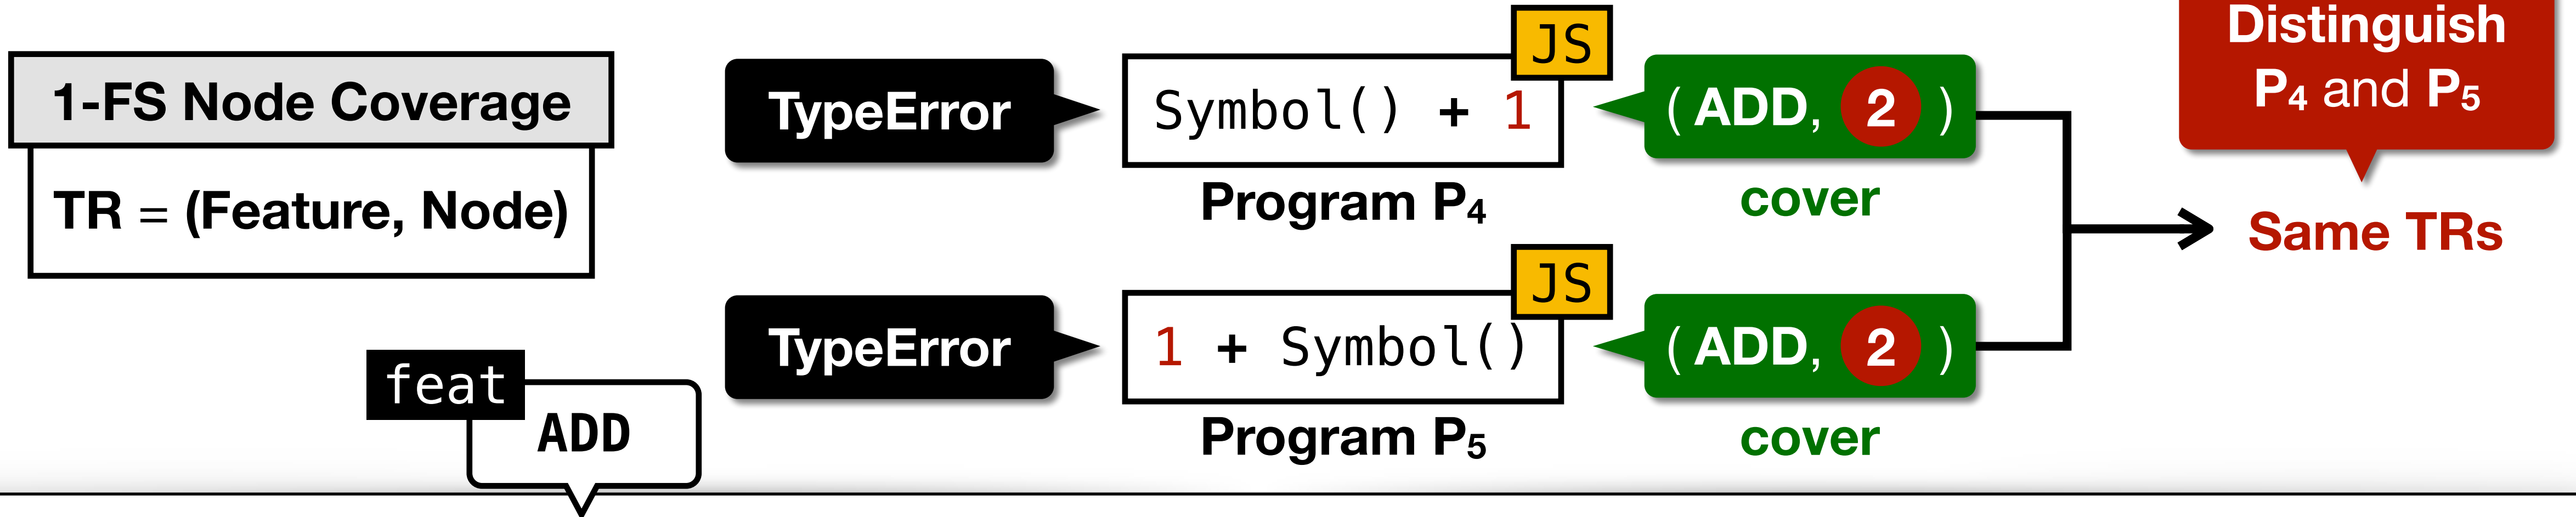 1-FS Node Coverage
TR = (Feature, Node)
TypeError
JS
Symbol() + 1
Program P₄
( ADD, 2 )
cover
TypeError
JS
1 + Symbol()
Program P₅
( ADD, 2 )
cover
Distinguish
P₄ and P₅
Same TRs
feat
ADD